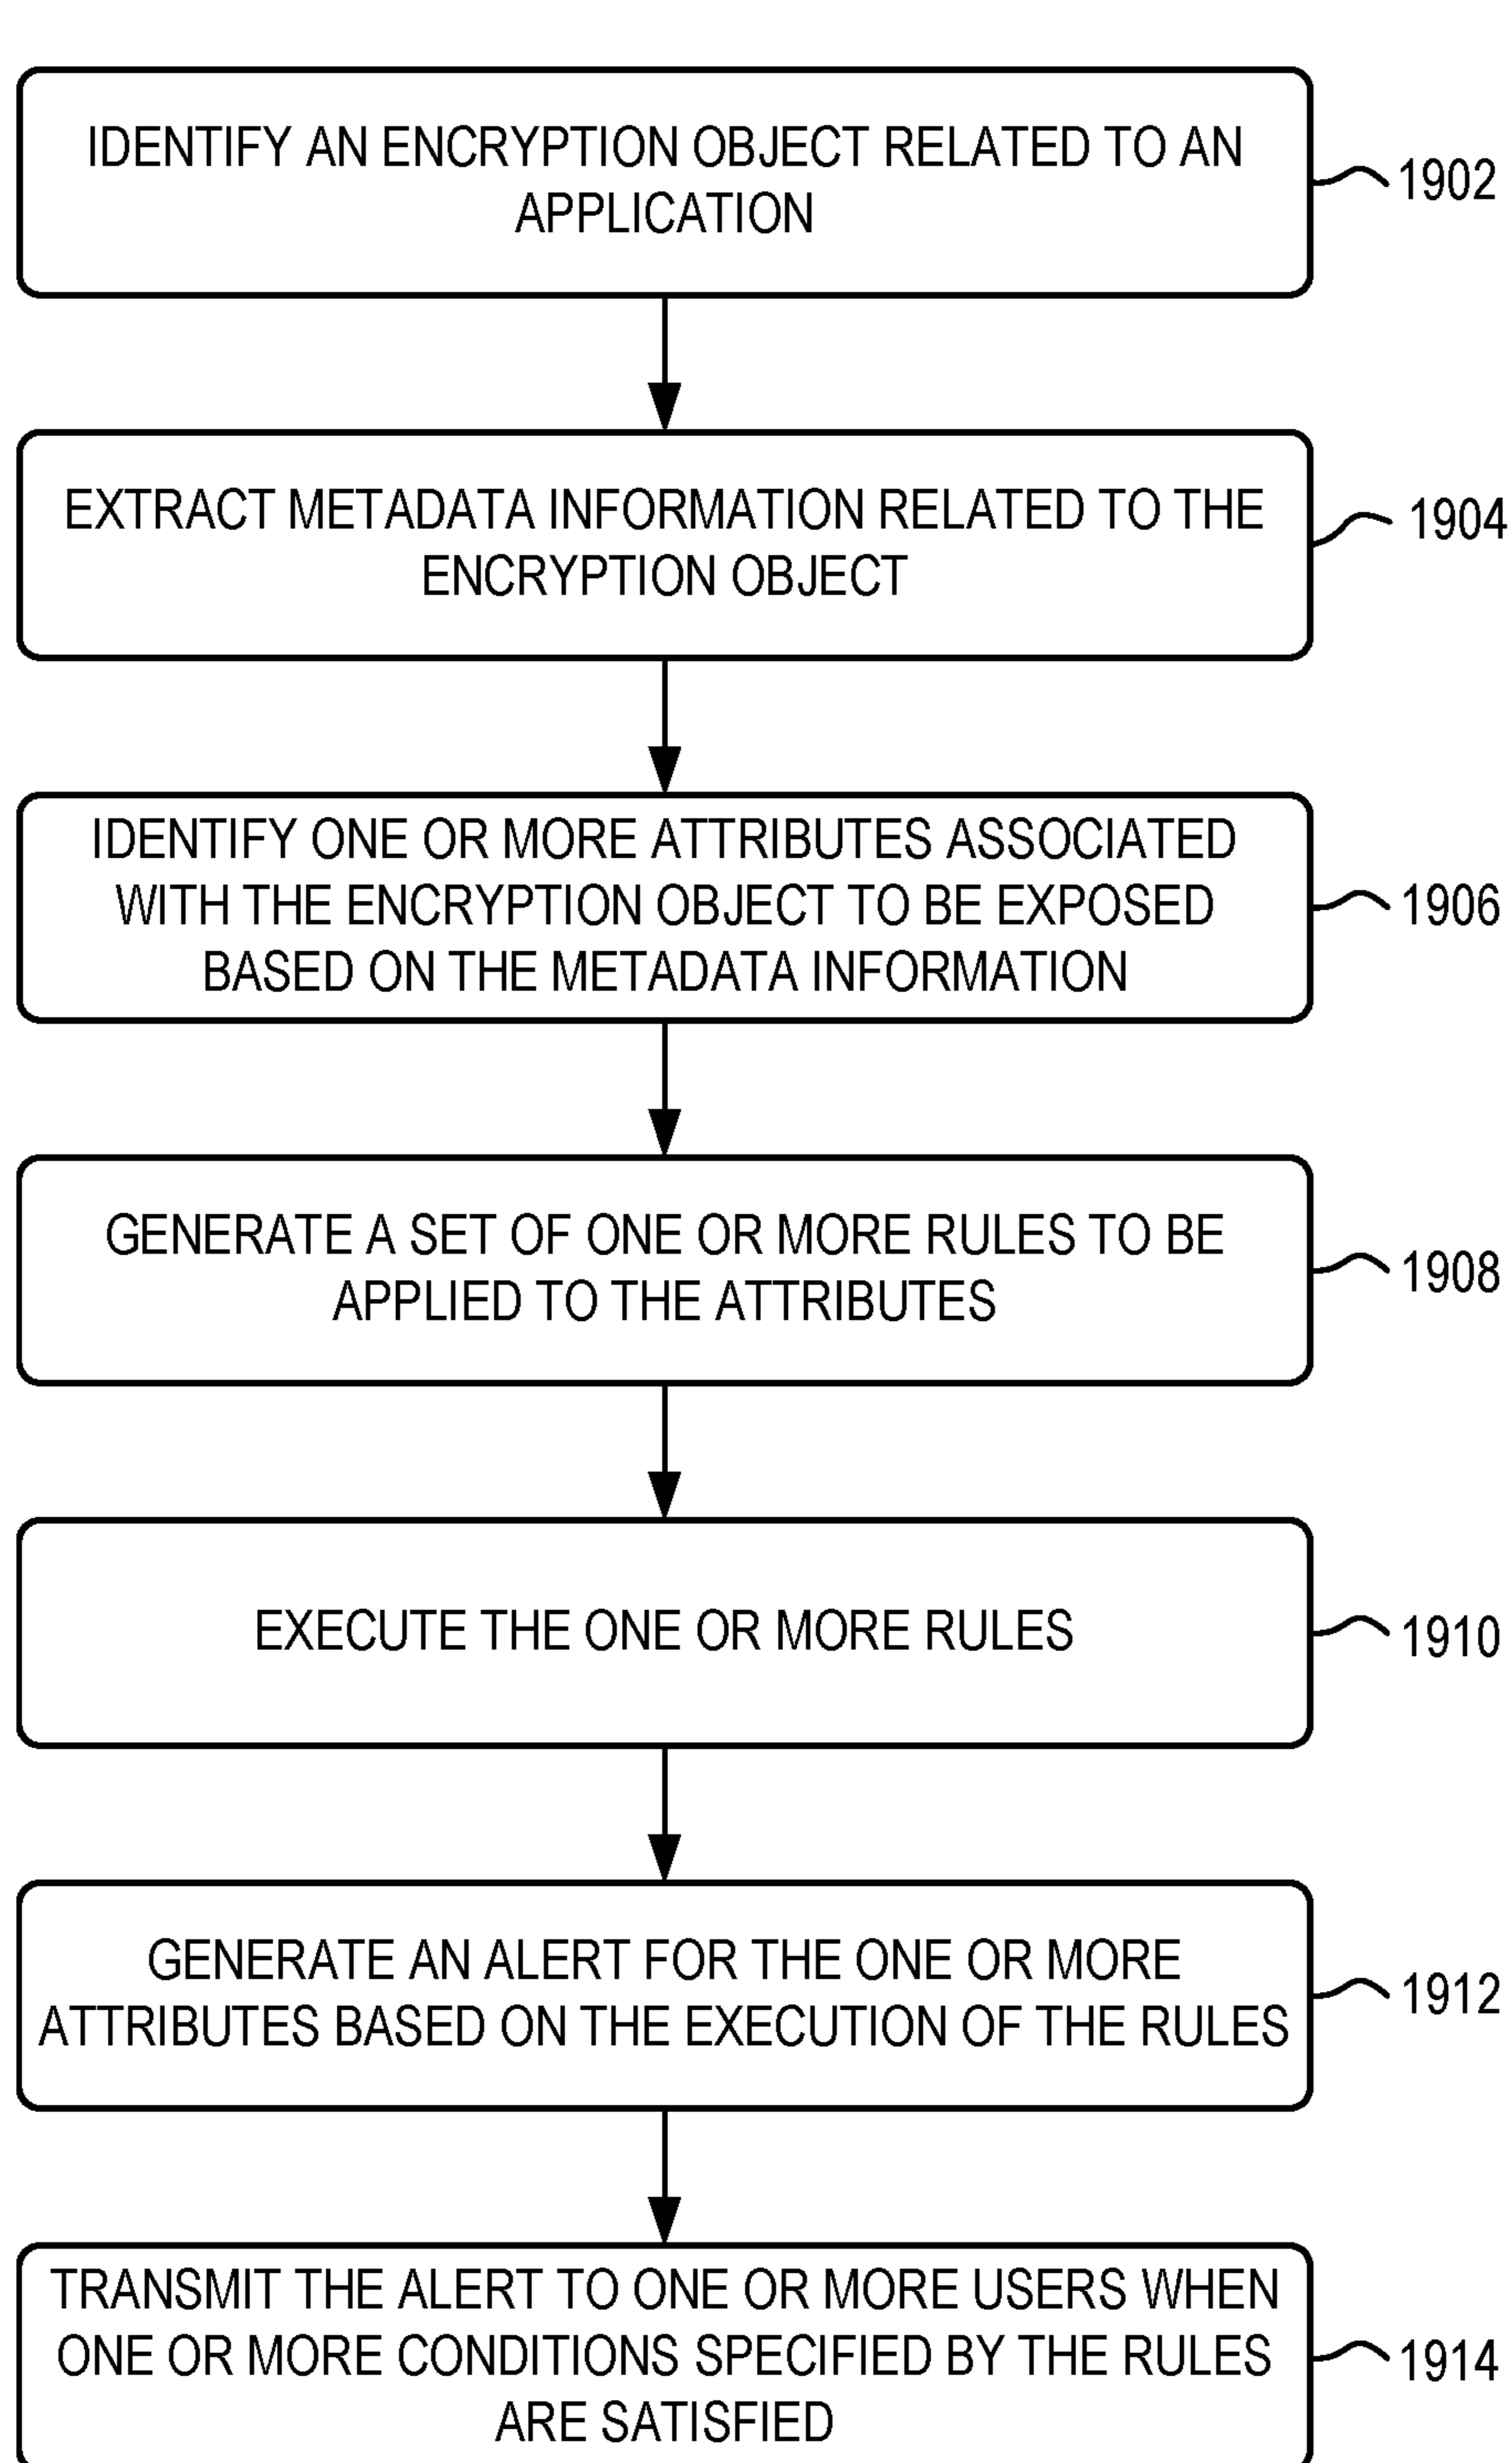 IDENTIFY AN ENCRYPTION OBJECT RELATED TO AN
APPLICATION
1902
EXTRACT METADATA INFORMATION RELATED TO THE
ENCRYPTION OBJECT
1904
IDENTIFY ONE OR MORE ATTRIBUTES ASSOCIATED
WITH THE ENCRYPTION OBJECT TO BE EXPOSED
BASED ON THE METADATA INFORMATION
1906
GENERATE A SET OF ONE OR MORE RULES TO BE
APPLIED TO THE ATTRIBUTES
1908
EXECUTE THE ONE OR MORE RULES
1910
GENERATE AN ALERT FOR THE ONE OR MORE
ATTRIBUTES BASED ON THE EXECUTION OF THE RULES
1912
TRANSMIT THE ALERT TO ONE OR MORE USERS WHEN
ONE OR MORE CONDITIONS SPECIFIED BY THE RULES
ARE SATISFIED
1914